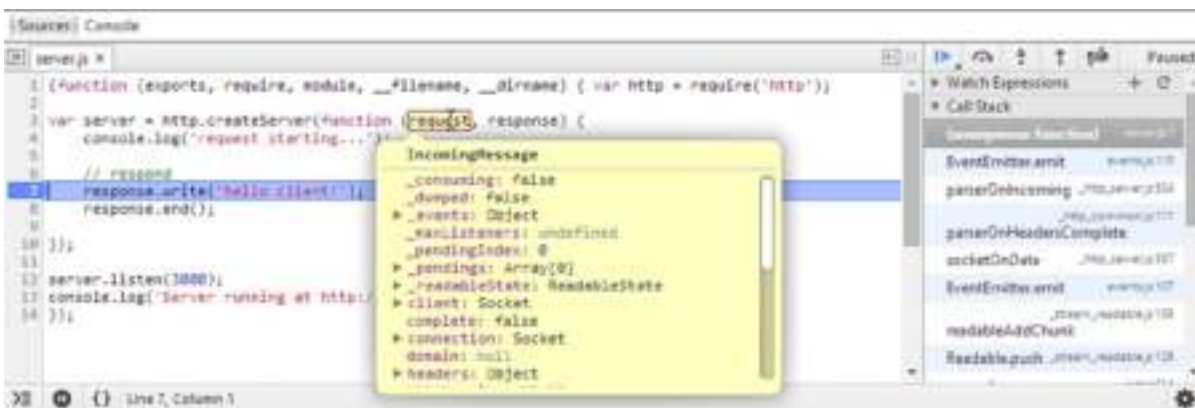 Sources Console
server.js ×
Paused
1 (function (exports, require, module, __filename, __dirname) { var http = require('http');
2
3 var server = http.createServer(function (request, response) {
4 console.log('request starting...');
5
6 // respond
7 response.write('hello client!');
8 response.end();
9
10 });
11
12 server.listen(3000);
13 console.log('Server running at http:/
14 });
IncomingMessage
_consuming: false
_dumped: false
_events: Object
_maxListeners: undefined
_pendingIndex: 0
_pendings: Array[0]
_readableState: ReadableState
client: Socket
complete: false
connection: Socket
domain: null
headers: Object
Watch Expressions
Call Stack
(anonymous function)
EventEmitter.emit
parserOnIncoming
parserOnHeadersComplete
socketOnData
EventEmitter.emit
readableAddChunk
Readable.push
{} Line 7, Column 1